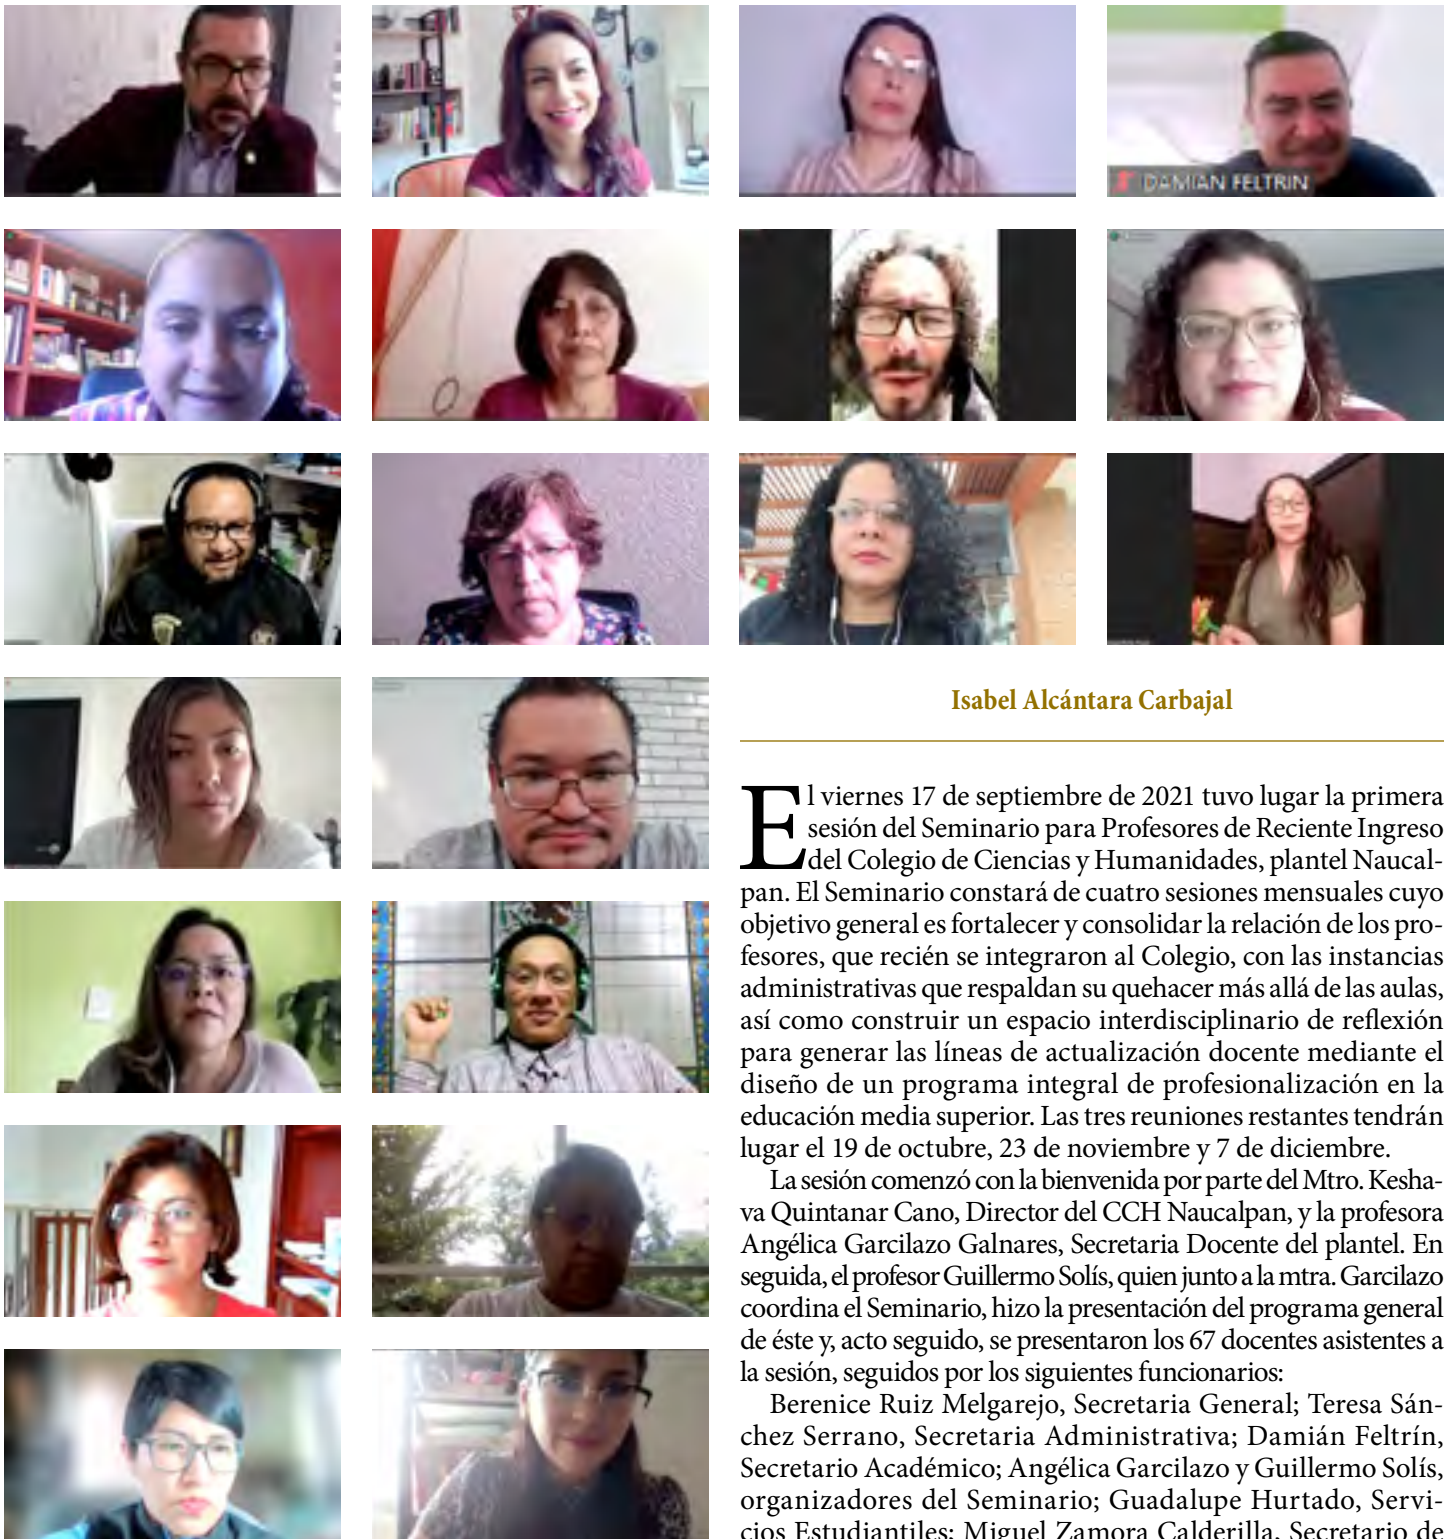 DAMIAN FELTRIN
Isabel Alcántara Carbajal
El viernes 17 de septiembre de 2021 tuvo lugar la primera
sesión del Seminario para Profesores de Reciente Ingreso
del Colegio de Ciencias y Humanidades, plantel Naucal-
pan. El Seminario constará de cuatro sesiones mensuales cuyo
objetivo general es fortalecer y consolidar la relación de los pro-
fesores, que recién se integraron al Colegio, con las instancias
administrativas que respaldan su quehacer más allá de las aulas,
así como construir un espacio interdisciplinario de reflexión
para generar las líneas de actualización docente mediante el
diseño de un programa integral de profesionalización en la
educación media superior. Las tres reuniones restantes tendrán
lugar el 19 de octubre, 23 de noviembre y 7 de diciembre.
La sesión comenzó con la bienvenida por parte del Mtro. Kesha-
va Quintanar Cano, Director del CCH Naucalpan, y la profesora
Angélica Garcilazo Galnares, Secretaria Docente del plantel. En
seguida, el profesor Guillermo Solís, quien junto a la mtra. Garcilazo
coordina el Seminario, hizo la presentación del programa general
de éste y, acto seguido, se presentaron los 67 docentes asistentes a
la sesión, seguidos por los siguientes funcionarios:
Berenice Ruiz Melgarejo, Secretaria General; Teresa Sán-
chez Serrano, Secretaria Administrativa; Damián Feltrín,
Secretario Académico; Angélica Garcilazo y Guillermo Solís,
organizadores del Seminario; Guadalupe Hurtado, Servi-
cios Estudiantiles; Miguel Zamora Calderilla, Secretario de